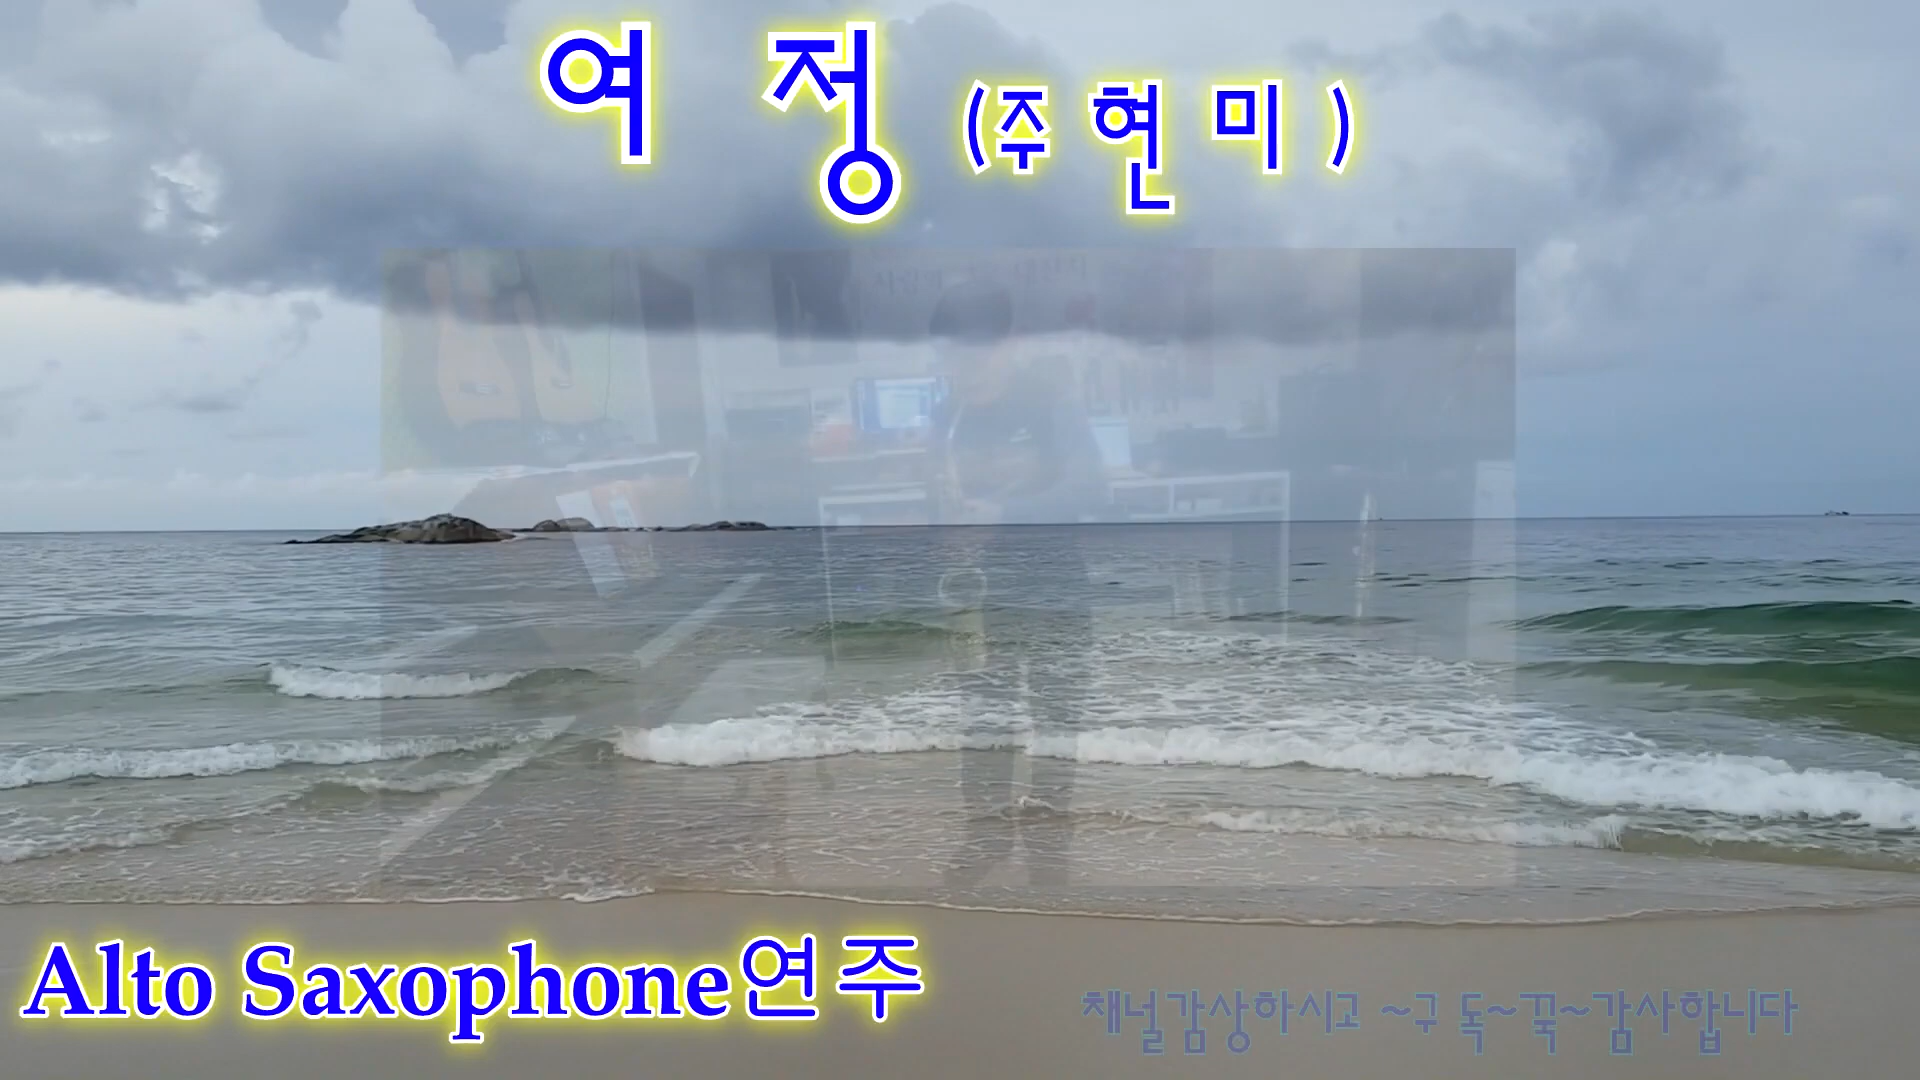 여 정 (주 현 미 )
Alto Saxophone연주
채널감상하시고 ~구 독~꾹~감사합니다